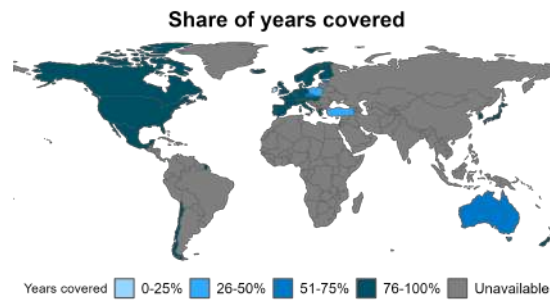 Share of years covered
Years covered 0-25% 26-50% 51-75% 76-100% Unavailable